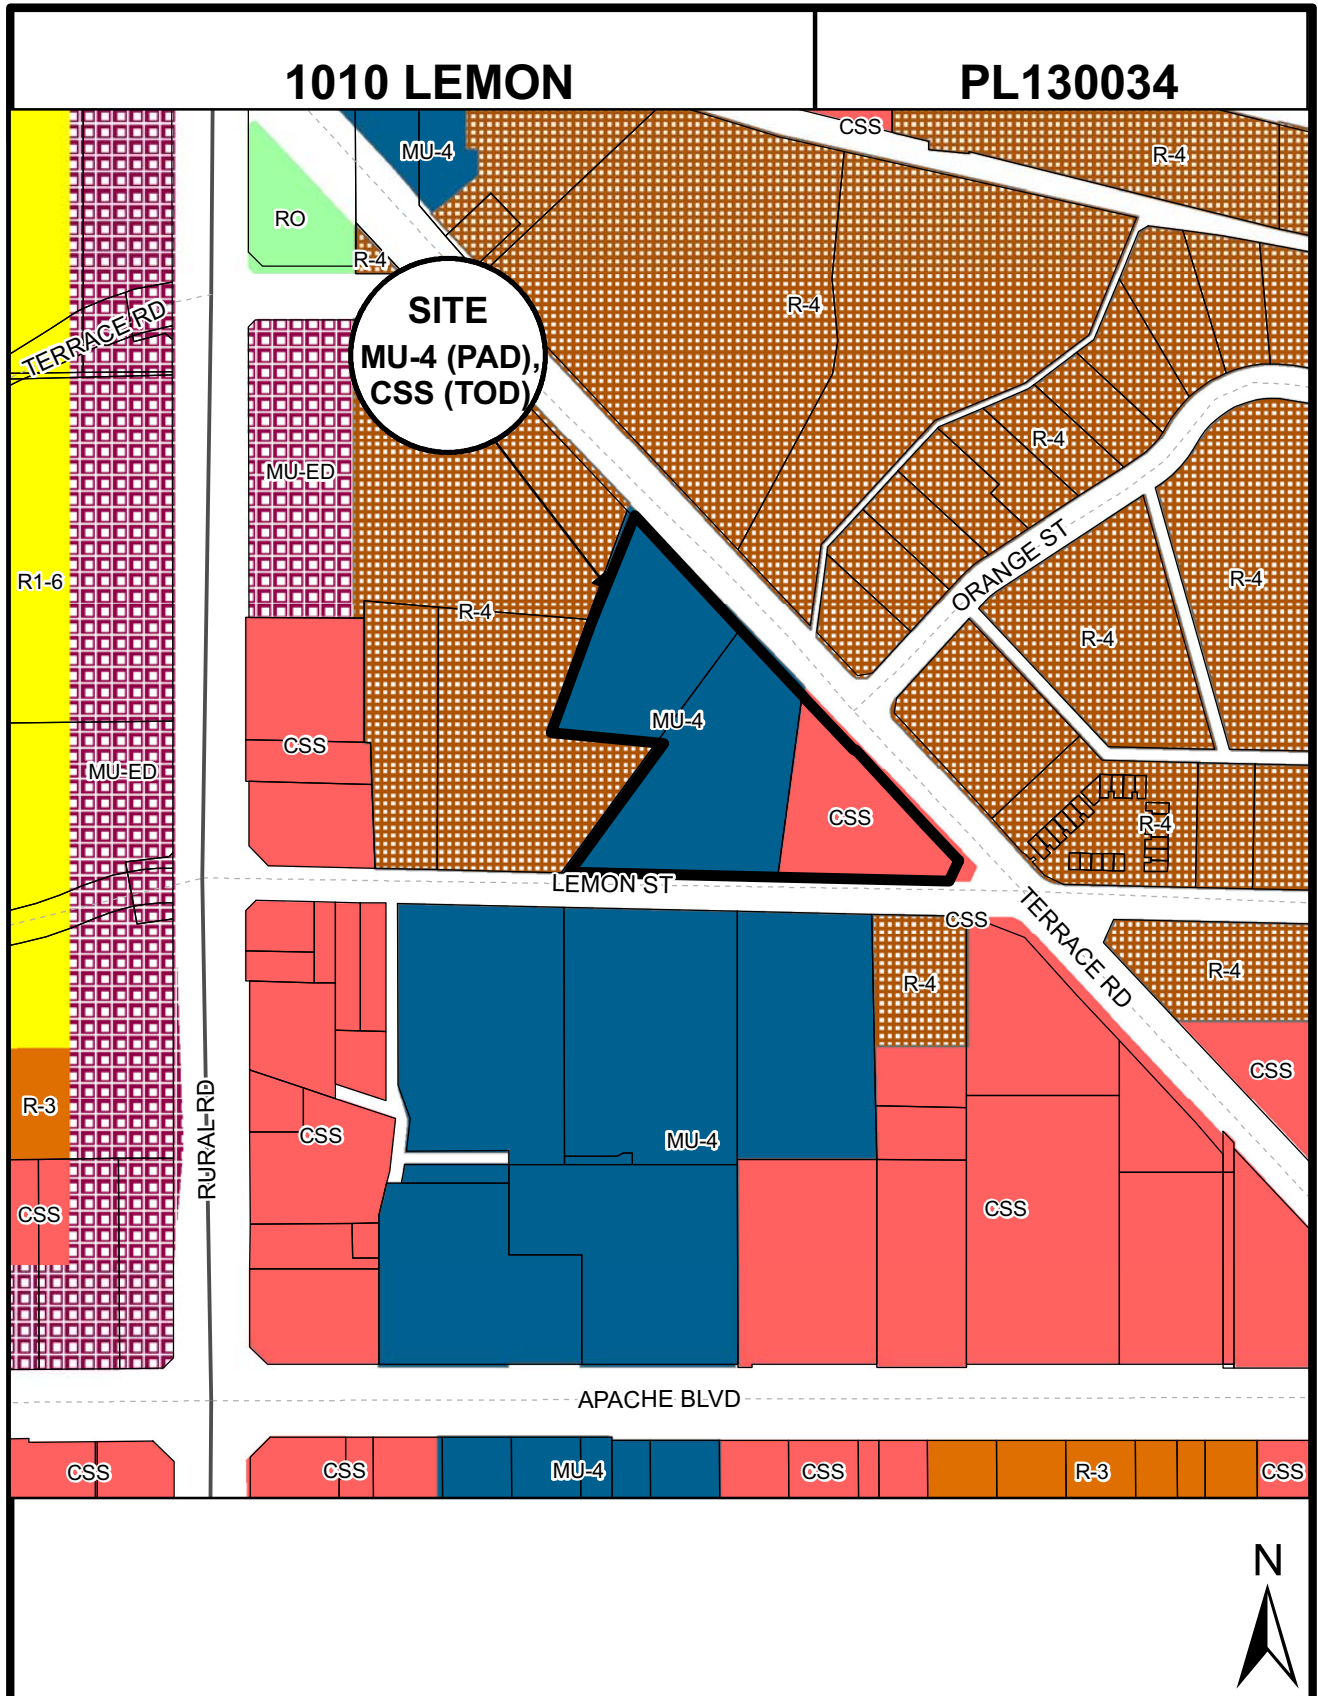 1010 LEMON
PL130034
CSS
MU-4
R-4
RO
R-4
TERRACE RD
SITE
MU-4 (PAD),
CSS (TOD)
R-4
R-4
MU-ED
ORANGE ST
R1-6
R-4
R-4
R-4
MU-4
CSS
MU-ED
CSS
R-4
LEMON ST
CSS
TERRACE RD
R-4
R-4
CSS
R-3
RURAL RD
CSS
MU-4
CSS
CSS
APACHE BLVD
CSS
CSS
MU-4
CSS
R-3
CSS
N